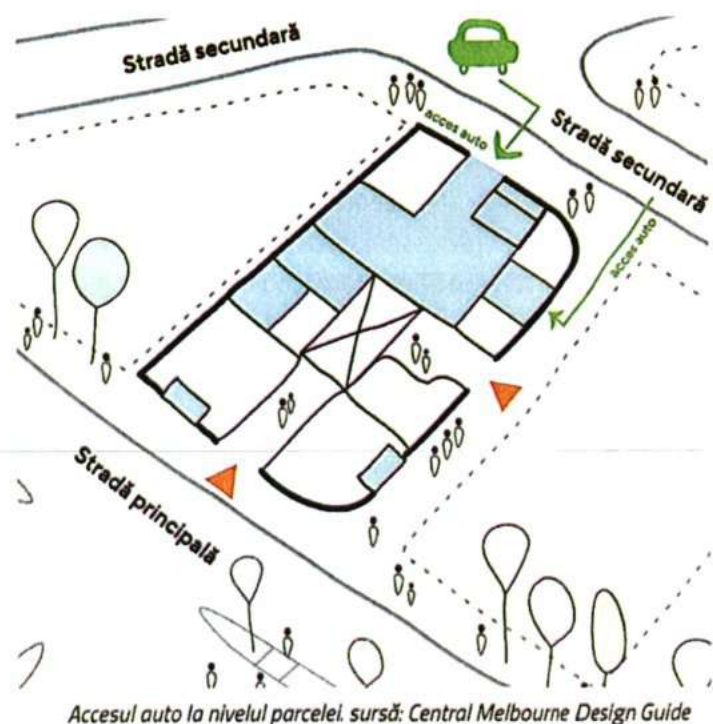 Stradă secundară
acces auto
Stradă secundară
acces auto
Stradă principală
Accesul auto la nivelul parcelei. sursă: Central Melbourne Design Guide